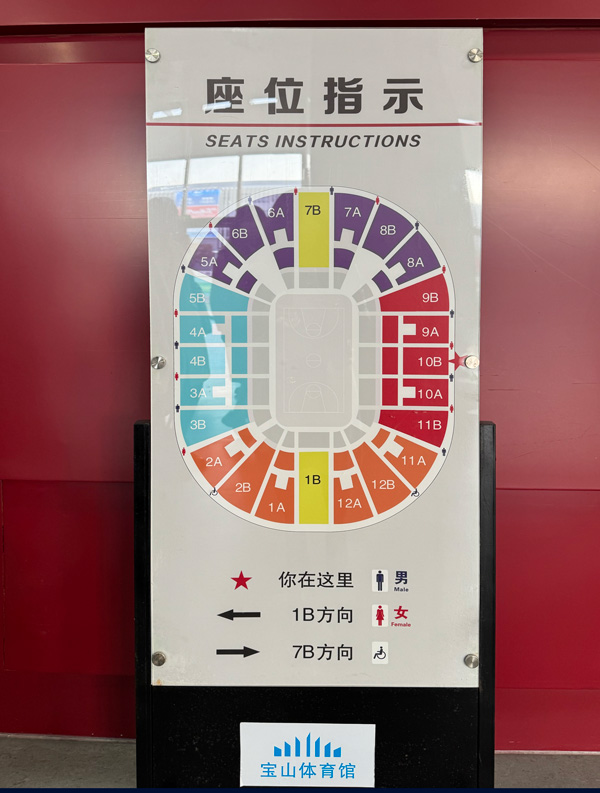 座位指示
SEATS INSTRUCTIONS
6A 7B 7A
6B 8B
5A 8A
5B 9B
4A 9A
4B 10B
3A 10A
3B 11B
2A 11A
2B 12B
1A 1B 12A
你在这里 男
Male
1B方向 女
Female
7B方向
宝山体育馆